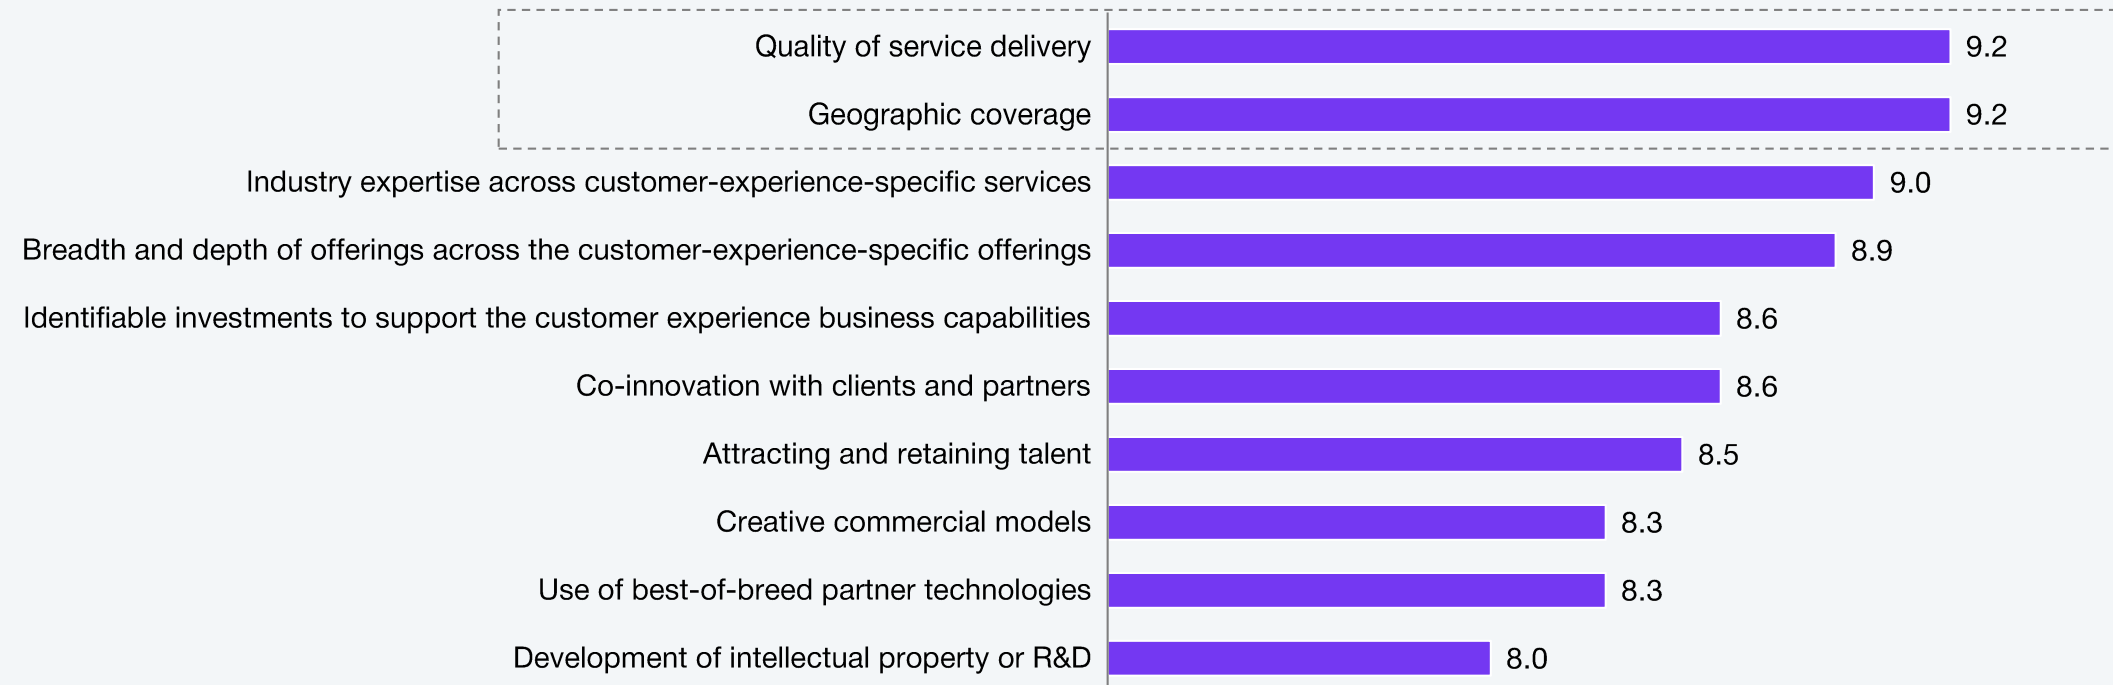 Quality of service delivery 9.2
Geographic coverage 9.2
Industry expertise across customer-experience-specific services 9.0
Breadth and depth of offerings across the customer-experience-specific offerings 8.9
Identifiable investments to support the customer experience business capabilities 8.6
Co-innovation with clients and partners 8.6
Attracting and retaining talent 8.5
Creative commercial models 8.3
Use of best-of-breed partner technologies 8.3
Development of intellectual property or R&D 8.0